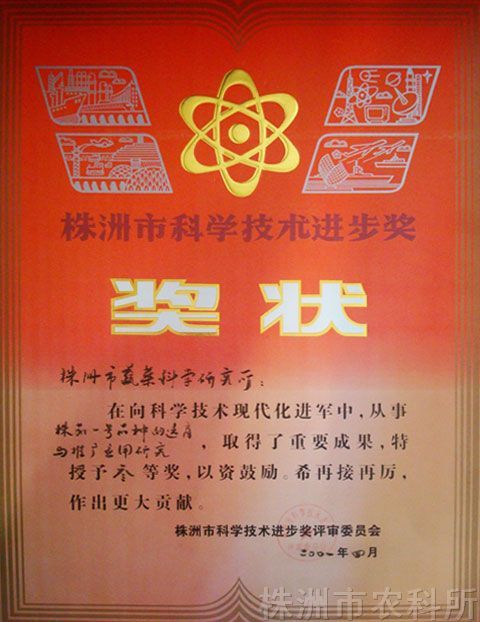 株洲市科学技术进步奖
奖状
株洲市蔬菜科学研究所:
在向科学技术现代化进军中,从事
株 一号品种的选育
与推广应用研究,取得了重要成果,特
授予叁等奖,以资鼓励。希再接再厉,
作出更大贡献。
株洲市科学技术进步奖评审委员会
年四月
株洲市农科所